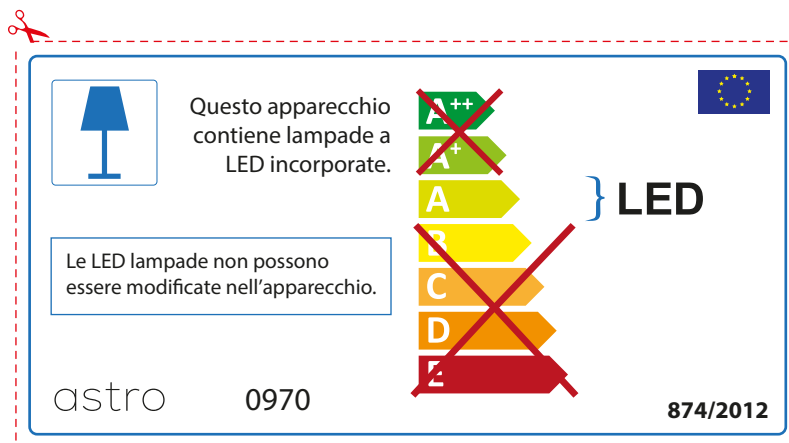 Questo apparecchio
contiene lampade a
LED incorporate.
Le LED lampade non possono
essere modificate nell'apparecchio.
A++
A+
A
B
C
D
E
LED
astro
0970
874/2012